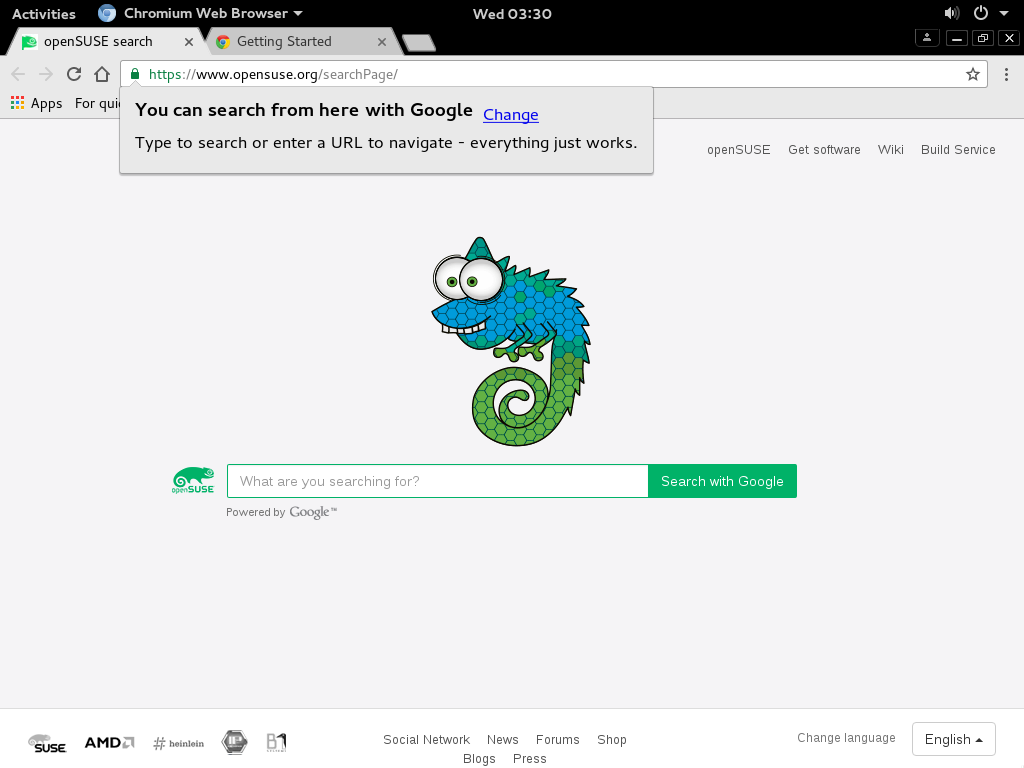 Activities Chromium Web Browser Wed 03:30
openSUSE search Getting Started
https://www.opensuse.org/searchPage/
Apps For quic
You can search from here with Google Change
Type to search or enter a URL to navigate - everything just works.
openSUSE Get software Wiki Build Service
openSUSE What are you searching for? Search with Google
Powered by Google™
SUSE AMD # heinlein IP B1
Social Network News Forums Shop
Blogs Press
Change language English